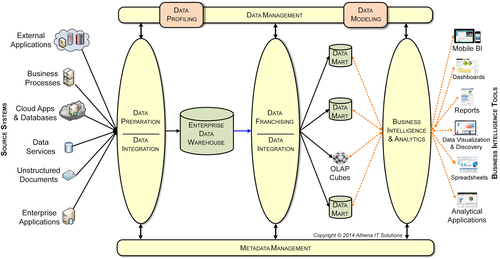 DATA PROFILING
DATA MANAGEMENT
DATA MODELING
SOURCE SYSTEMS
External
Applications
Business
Processes
Cloud Apps
& Databases
Data
Services
Unstructured
Documents
Enterprise
Applications
DATA
PREPARATION
DATA
INTEGRATION
ENTERPRISE
DATA
WAREHOUSE
DATA
FRANCHISING
DATA
INTEGRATION
DATA
MART
DATA
MART
OLAP
Cubes
DATA
MART
BUSINESS
INTELLIGENCE
& ANALYTICS
Mobile BI
Dashboards
Reports
Data Visualization
& Discovery
Spreadsheets
Analytical
Applications
BUSINESS INTELLIGENCE TOOLS
Copyright © 2014 Athena IT Solutions
METADATA MANAGEMENT